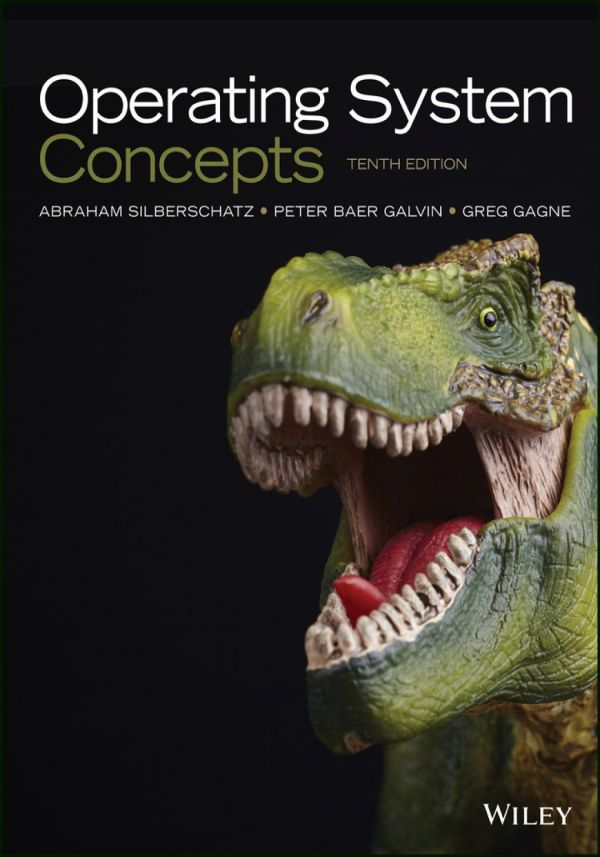 Operating System
Concepts TENTH EDITION
ABRAHAM SILBERSCHATZ • PETER BAER GALVIN • GREG GAGNE
WILEY